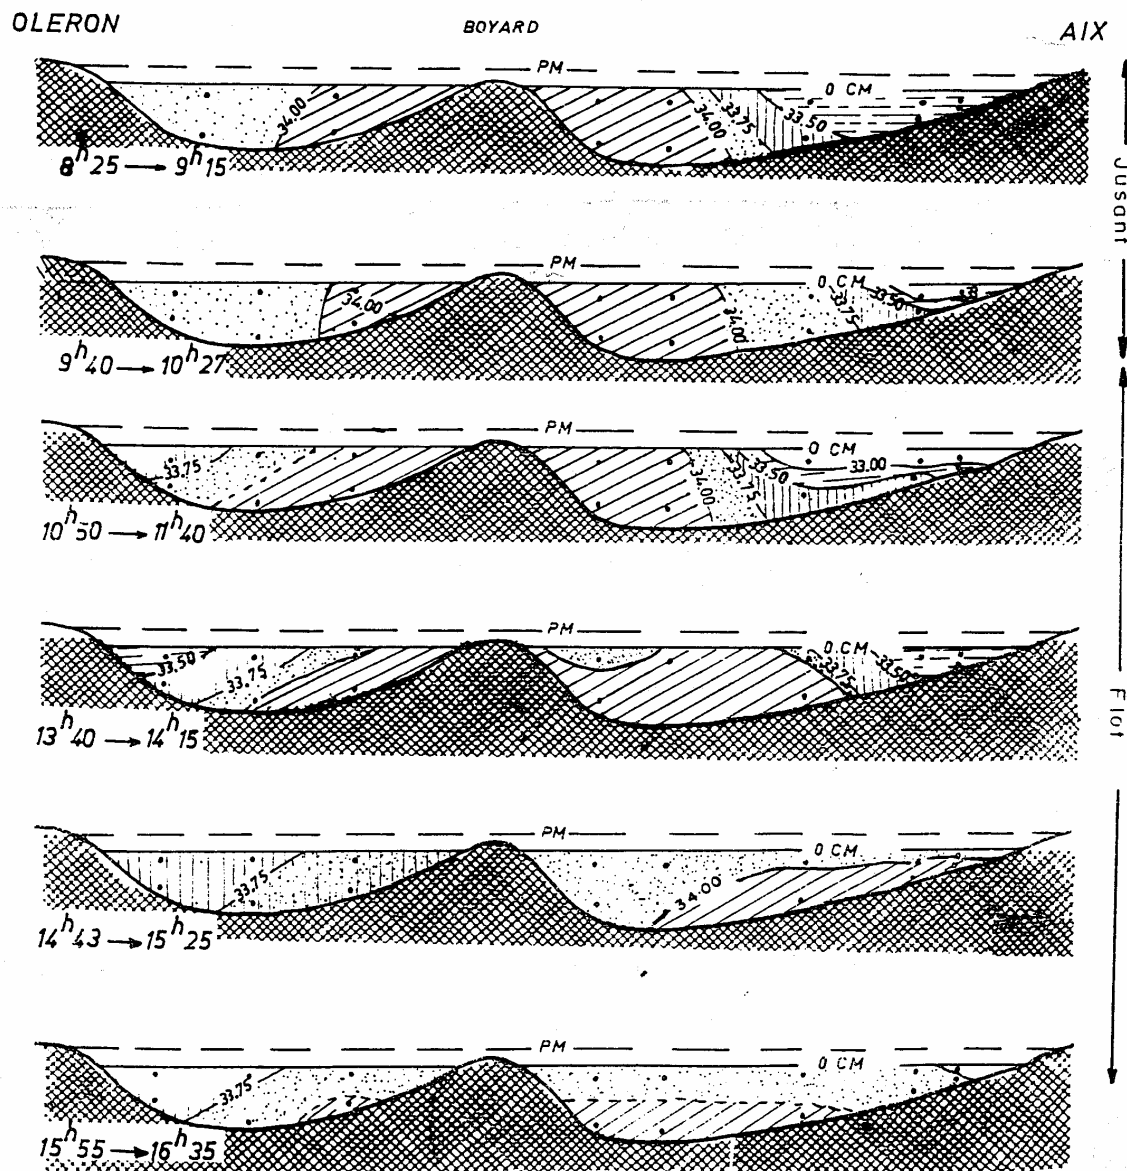 OLERON BOYARD AIX
PM
0 CM
34.00 34.00 33.75 33.50
8h25 → 9h15
Jusant
PM
0 CM
34.00 34.00 33.75 33.50
9h40 → 10h27
PM
0 CM
33.75 34.00 33.75 33.50 33.00
10h50 → 11h40
PM
0 CM
33.50 33.75 33.75 33.50
13h40 → 14h15
Flot
PM
0 CM
33.75 34.00
14h43 → 15h25
PM
0 CM
33.75
15h55 → 16h35